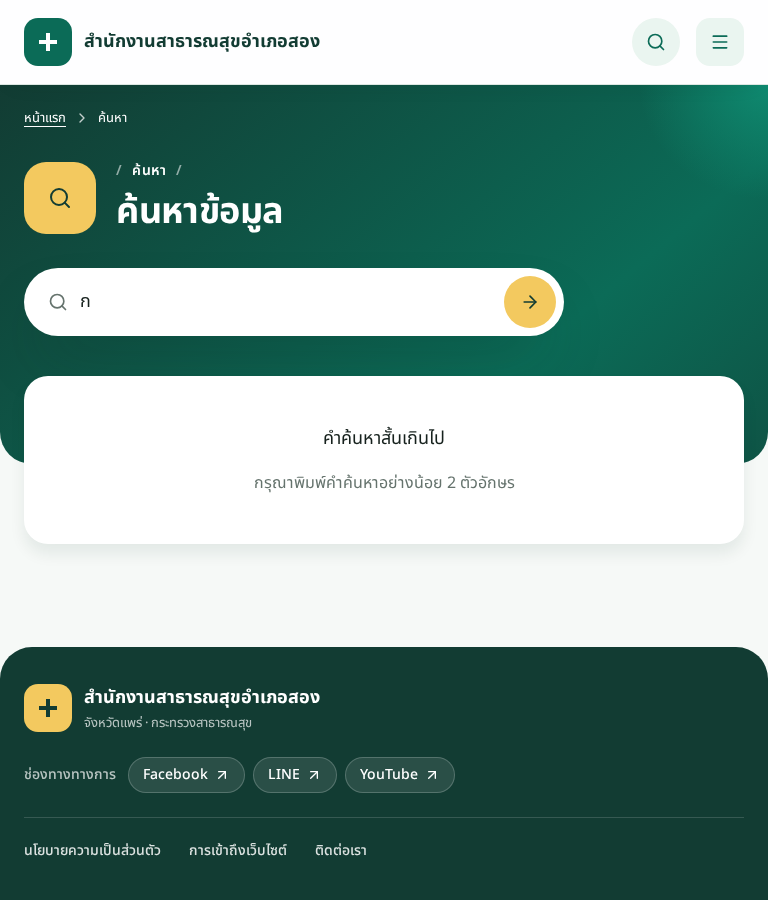 สำนักงานสาธารณสุขอำเภอสอง
หน้าแรก
ค้นหา
/ ค้นหา /
ค้นหาข้อมูล
ก
คำค้นหาสั้นเกินไป
กรุณาพิมพ์คำค้นหาอย่างน้อย 2 ตัวอักษร
สำนักงานสาธารณสุขอำเภอสอง
จังหวัดแพร่ · กระทรวงสาธารณสุข
ช่องทางทางการ
Facebook
LINE
YouTube
นโยบายความเป็นส่วนตัว
การเข้าถึงเว็บไซต์
ติดต่อเรา